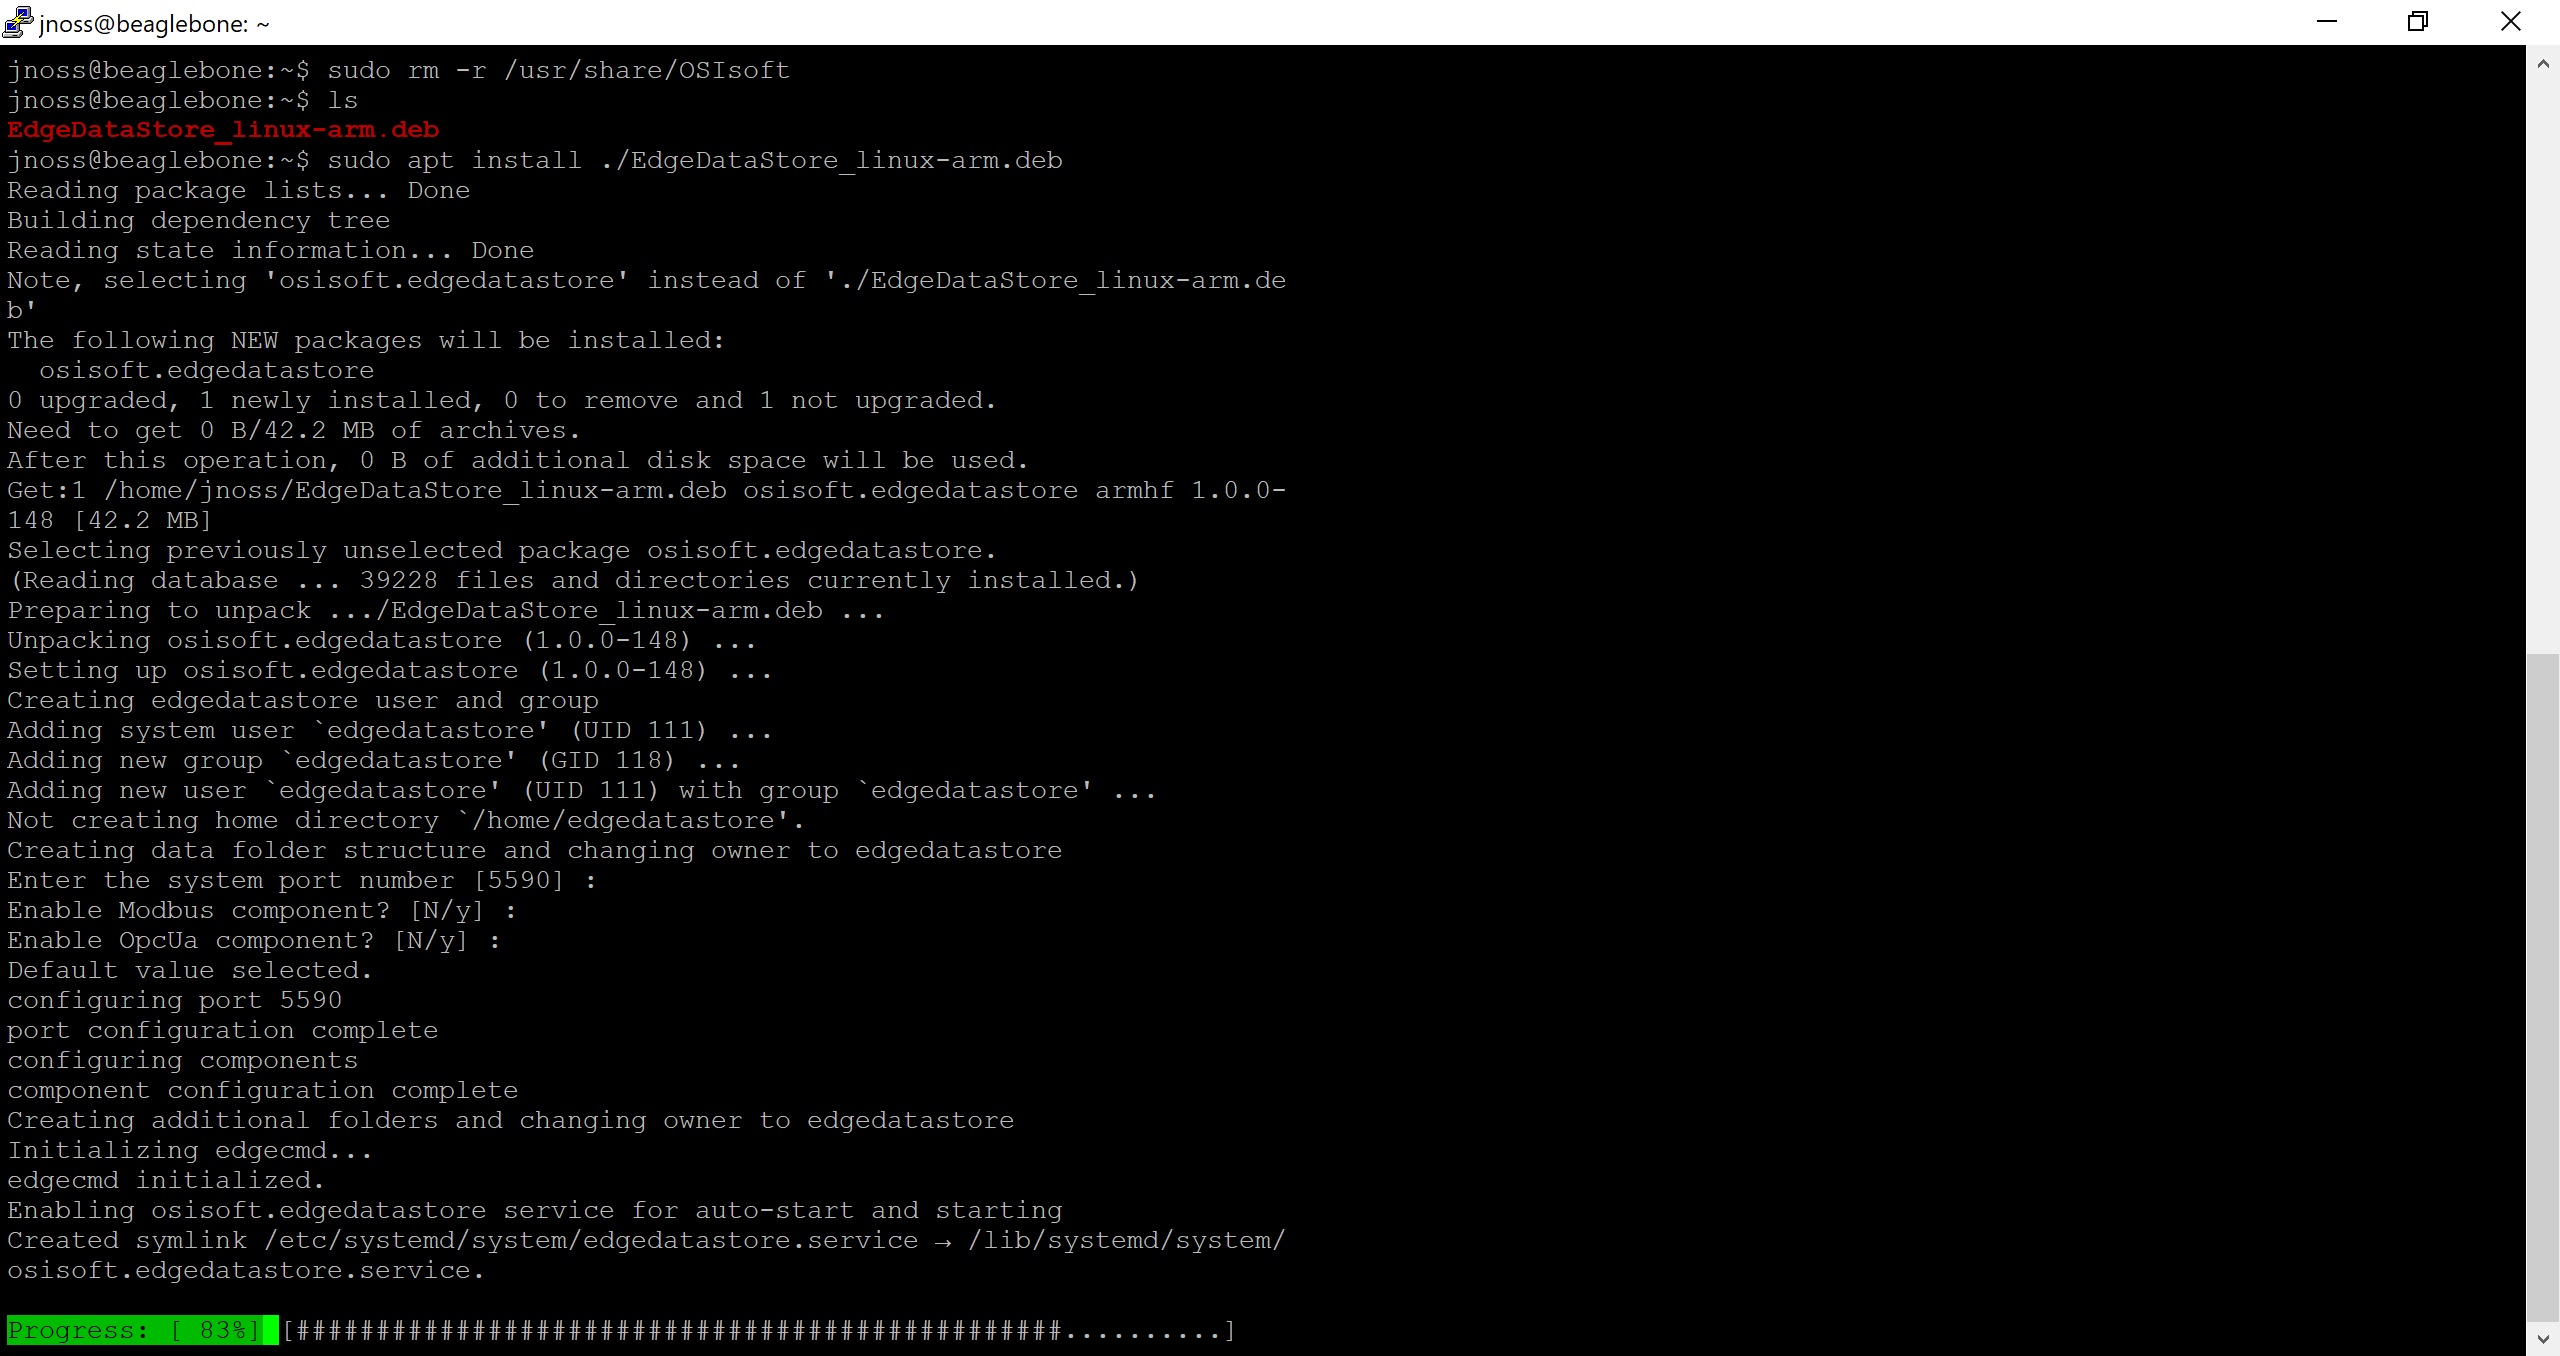 jnoss@beaglebone: ~
jnoss@beaglebone:~$ sudo rm -r /usr/share/OSIsoft
jnoss@beaglebone:~$ ls
EdgeDataStore_linux-arm.deb
jnoss@beaglebone:~$ sudo apt install ./EdgeDataStore_linux-arm.deb
Reading package lists... Done
Building dependency tree
Reading state information... Done
Note, selecting 'osisoft.edgedatastore' instead of './EdgeDataStore_linux-arm.de
b'
The following NEW packages will be installed:
  osisoft.edgedatastore
0 upgraded, 1 newly installed, 0 to remove and 1 not upgraded.
Need to get 0 B/42.2 MB of archives.
After this operation, 0 B of additional disk space will be used.
Get:1 /home/jnoss/EdgeDataStore_linux-arm.deb osisoft.edgedatastore armhf 1.0.0-
148 [42.2 MB]
Selecting previously unselected package osisoft.edgedatastore.
(Reading database ... 39228 files and directories currently installed.)
Preparing to unpack .../EdgeDataStore_linux-arm.deb ...
Unpacking osisoft.edgedatastore (1.0.0-148) ...
Setting up osisoft.edgedatastore (1.0.0-148) ...
Creating edgedatastore user and group
Adding system user `edgedatastore' (UID 111) ...
Adding new group `edgedatastore' (GID 118) ...
Adding new user `edgedatastore' (UID 111) with group `edgedatastore' ...
Not creating home directory `/home/edgedatastore'.
Creating data folder structure and changing owner to edgedatastore
Enter the system port number [5590] :
Enable Modbus component? [N/y] :
Enable OpcUa component? [N/y] :
Default value selected.
configuring port 5590
port configuration complete
configuring components
component configuration complete
Creating additional folders and changing owner to edgedatastore
Initializing edgecmd...
edgecmd initialized.
Enabling osisoft.edgedatastore service for auto-start and starting
Created symlink /etc/systemd/system/edgedatastore.service → /lib/systemd/system/
osisoft.edgedatastore.service.
Progress: [ 83%] [################################################..........]